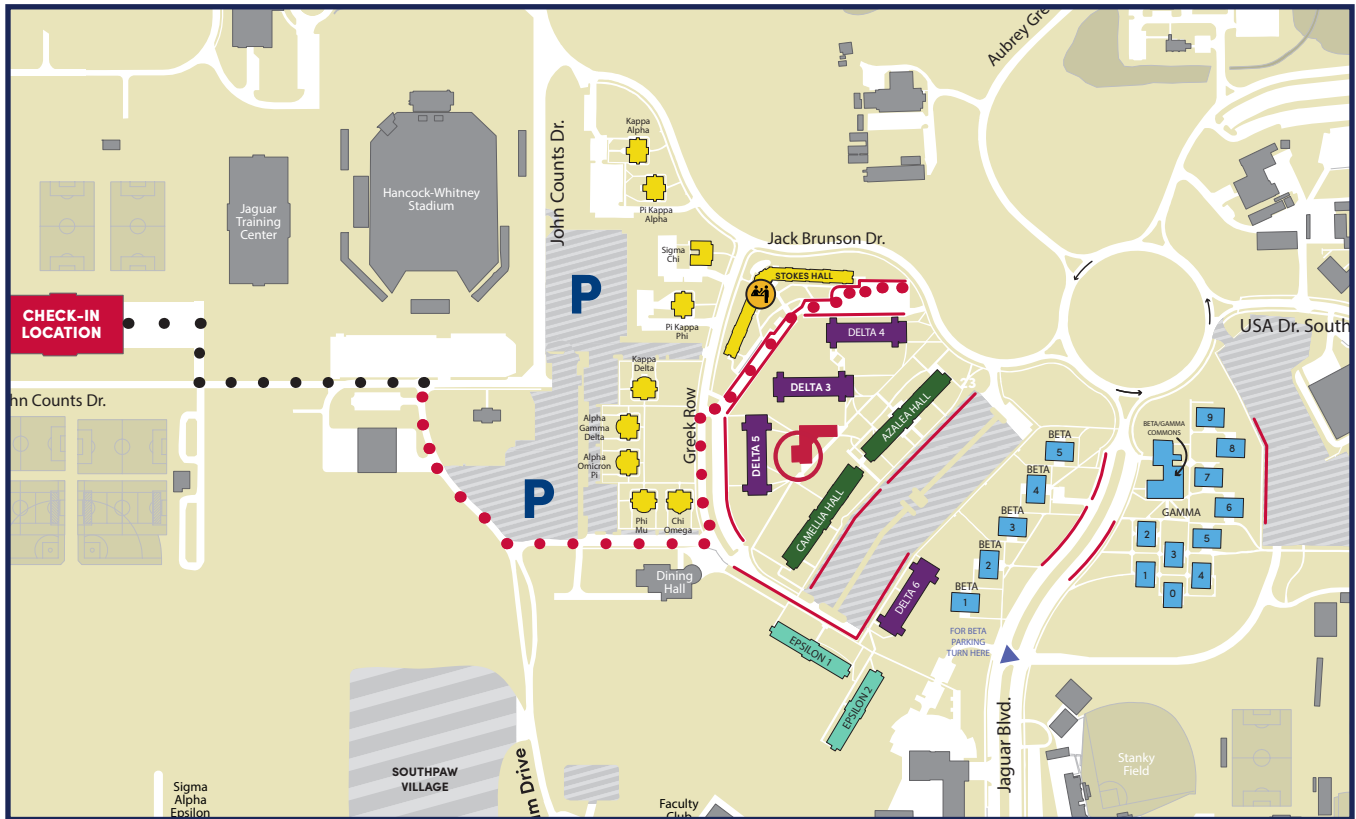 Aubrey Gre
John Counts Dr.
Kappa
Alpha
Pi Kappa
Alpha
Hancock-Whitney
Stadium
Jaguar
Training
Center
Sigma
Chi
Jack Brunson Dr.
STOKES HALL
P
CHECK-IN
LOCATION
Pi Kappa
Phi
DELTA 4
USA Dr. South
Kappa
Delta
DELTA 3
23
hn Counts Dr.
Greek Row
AZALEA HALL
Alpha
Gamma
Delta
Alpha
Omicron
Pi
DELTA 5
BETA/GAMMA
COMMONS
9
8
7
6
BETA
5
BETA
4
BETA
3
BETA
2
BETA
1
GAMMA
2
5
3
1
4
0
P
Phi
Mu
Chi
Omega
CAMELLIA HALL
Dining
Hall
DELTA 6
FOR BETA
PARKING
TURN HERE
EPSILON 1
EPSILON 2
Jaguar Blvd.
Stanky
Field
SOUTHPAW
VILLAGE
um Drive
Sigma
Alpha
Epsilon
Faculty
Club